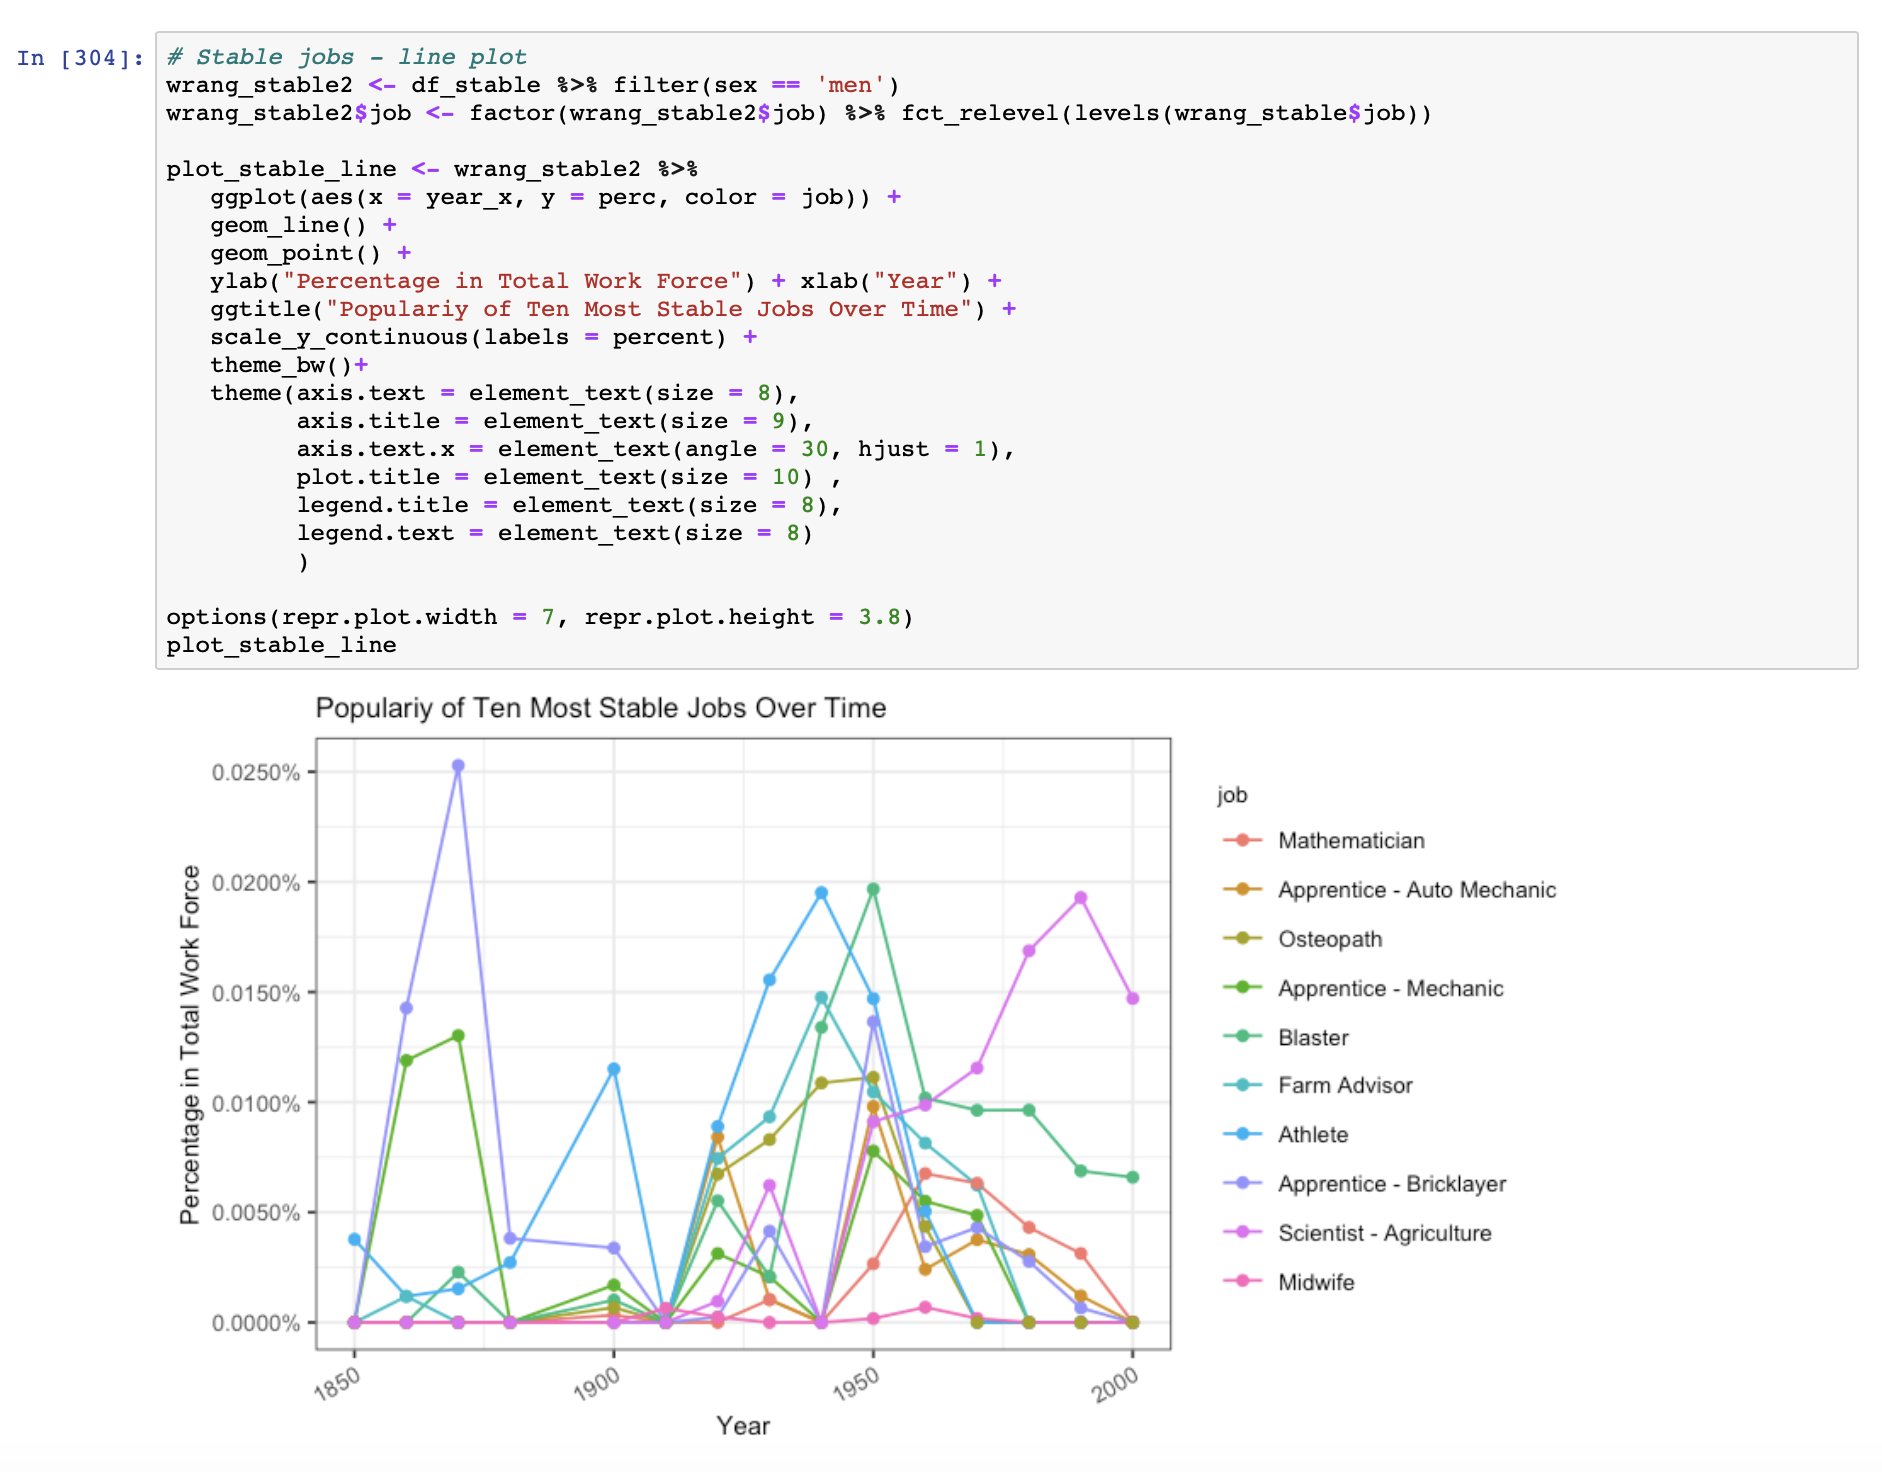 In [304]:
# Stable jobs - line plot
wrang_stable2 <- df_stable %>% filter(sex == 'men')
wrang_stable2$job <- factor(wrang_stable2$job) %>% fct_relevel(levels(wrang_stable$job))
plot_stable_line <- wrang_stable2 %>%
ggplot(aes(x = year_x, y = perc, color = job)) +
geom_line() +
geom_point() +
ylab("Percentage in Total Work Force") + xlab("Year") +
ggtitle("Populariy of Ten Most Stable Jobs Over Time") +
scale_y_continuous(labels = percent) +
theme_bw()+
theme(axis.text = element_text(size = 8),
axis.title = element_text(size = 9),
axis.text.x = element_text(angle = 30, hjust = 1),
plot.title = element_text(size = 10) ,
legend.title = element_text(size = 8),
legend.text = element_text(size = 8)
)
options(repr.plot.width = 7, repr.plot.height = 3.8)
plot_stable_line
Populariy of Ten Most Stable Jobs Over Time
Percentage in Total Work Force
0.0250%
0.0200%
0.0150%
0.0100%
0.0050%
0.0000%
1850
1900
1950
2000
Year
job
Mathematician
Apprentice - Auto Mechanic
Osteopath
Apprentice - Mechanic
Blaster
Farm Advisor
Athlete
Apprentice - Bricklayer
Scientist - Agriculture
Midwife